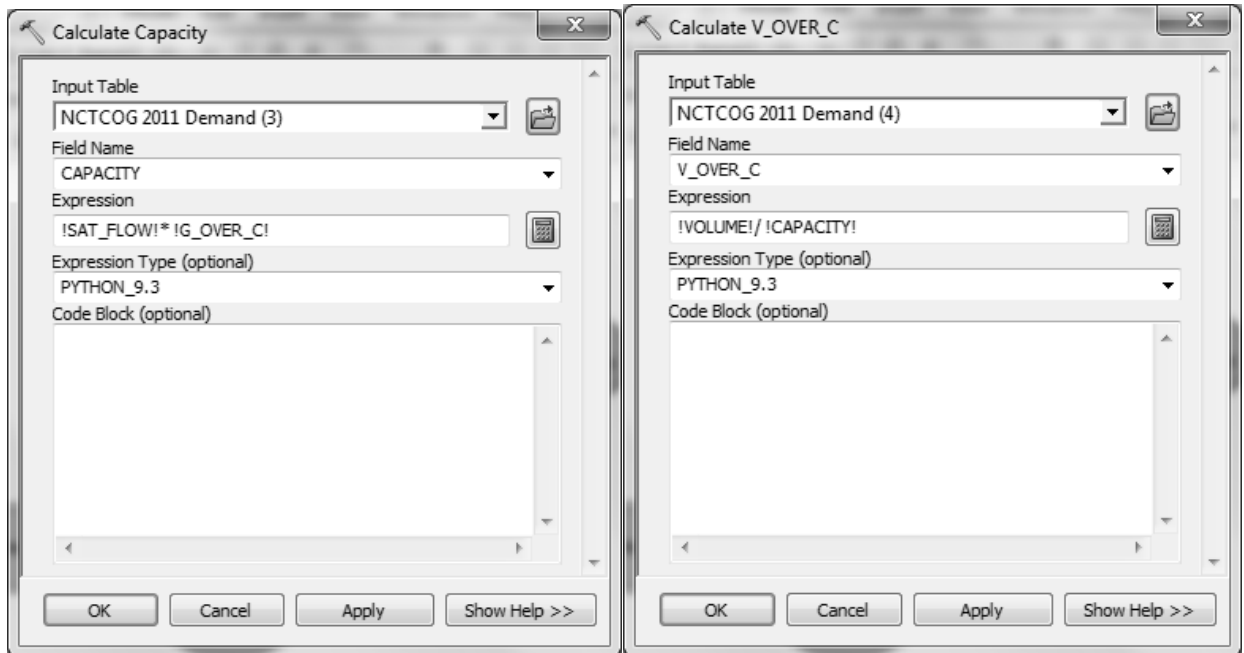 Calculate Capacity
Input Table
NCTCOG 2011 Demand (3)
Field Name
CAPACITY
Expression
!SAT_FLOW!* !G_OVER_C!
Expression Type (optional)
PYTHON_9.3
Code Block (optional)
OK Cancel Apply Show Help >>
Calculate V_OVER_C
Input Table
NCTCOG 2011 Demand (4)
Field Name
V_OVER_C
Expression
!VOLUME!/ !CAPACITY!
Expression Type (optional)
PYTHON_9.3
Code Block (optional)
OK Cancel Apply Show Help >>